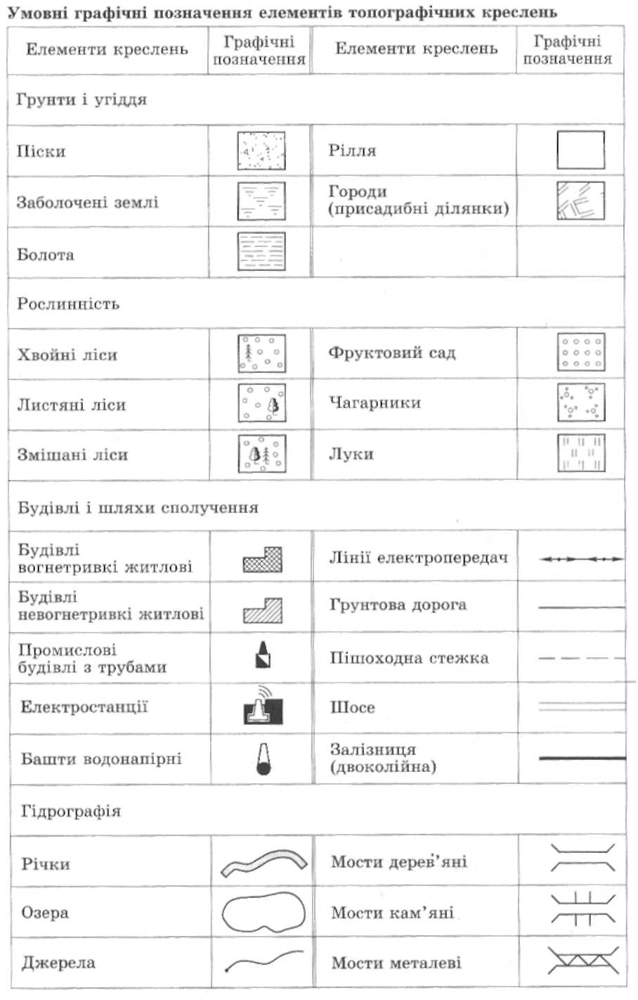 Умовні графічні позначення елементів топографічних креслень
Елементи креслень
Графічні
позначення
Елементи креслень
Графічні
позначення
Грунти і угіддя
Піски
Рілля
Заболочені землі
Городи
(присадибні ділянки)
Болота
Рослинність
Хвойні ліси
Фруктовий сад
Листяні ліси
Чагарники
Змішані ліси
Луки
Будівлі і шляхи сполучення
Будівлі
вогнетривкі житлові
Лінії електропередач
Будівлі
невогнетривкі житлові
Грунтова дорога
Промислові
будівлі з трубами
Пішоходна стежка
Електростанції
Шосе
Башти водонапірні
Залізниця
(двоколійна)
Гідрографія
Річки
Мости дерев’яні
Озера
Мости кам’яні
Джерела
Мости металеві